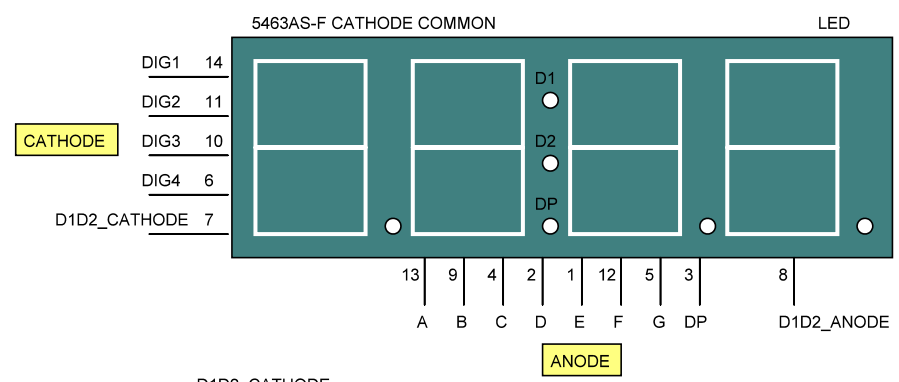 5463AS-F CATHODE COMMON LED
DIG1 14
DIG2 11
CATHODE
DIG3 10
DIG4 6
D1D2_CATHODE 7
D1
D2
DP
13 9 4 2 1 12 5 3 8
A B C D E F G DP D1D2_ANODE
ANODE